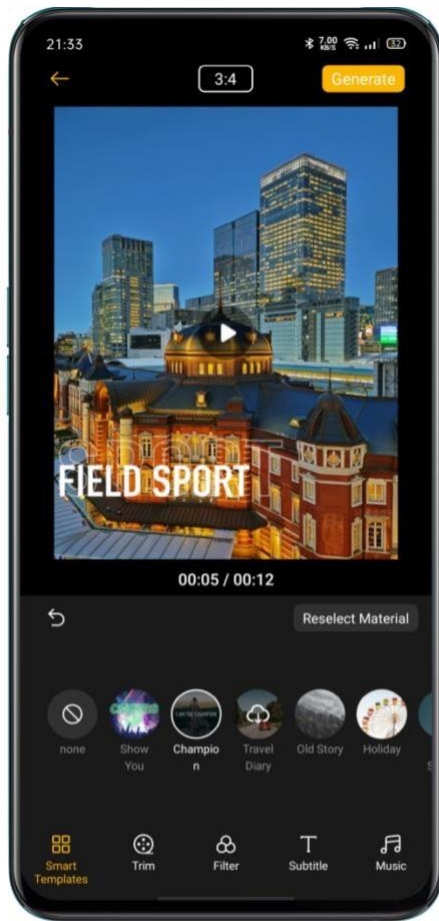 21:33
7.00
KB/S
32
3:4
Generate
SPORT
FIELD SPORT
00:05 / 00:12
Reselect Material
none
Show
You
Champio
n
Travel
Diary
Old Story
Holiday
Smart
Templates
Trim
Filter
Subtitle
Music